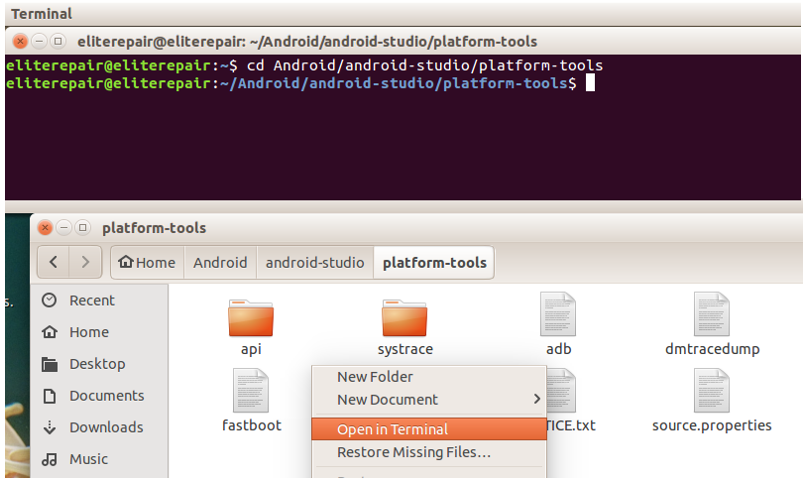 Terminal
eliterepair@eliterepair: ~/Android/android-studio/platform-tools
eliterepair@eliterepair:~$ cd Android/android-studio/platform-tools
eliterepair@eliterepair:~/Android/android-studio/platform-tools$
platform-tools
Home Android android-studio platform-tools
s.
Recent
Home
Desktop
Documents
Downloads
Music
api systrace adb dmtracedump
fastboot TICE.txt source.properties
New Folder
New Document
Open in Terminal
Restore Missing Files...